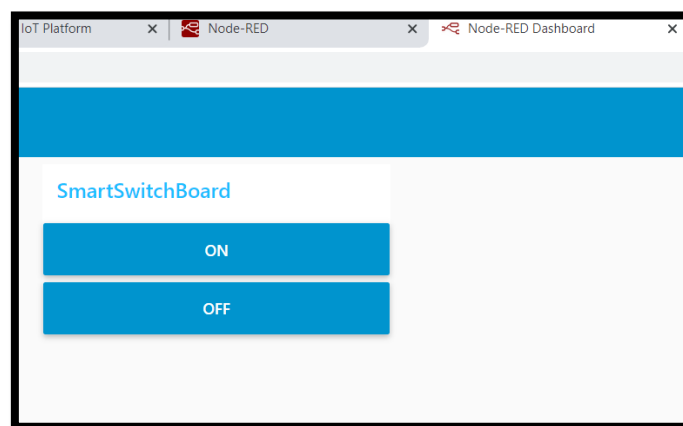 IoT Platform Node-RED Node-RED Dashboard
SmartSwitchBoard
ON
OFF